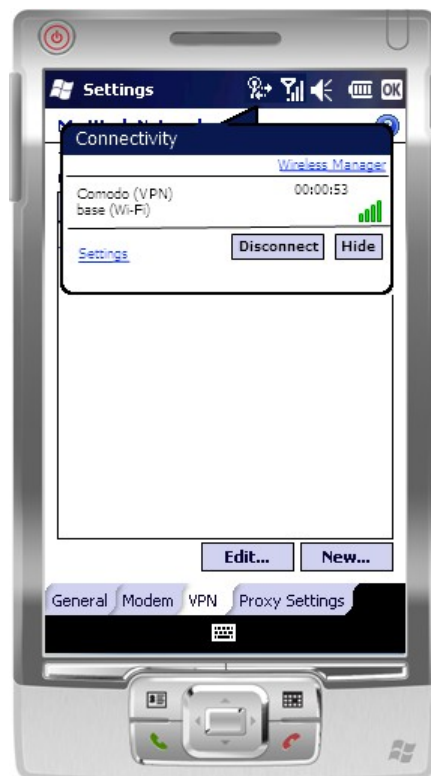 Settings
OK
Connectivity
Wireless Manager
Comodo (VPN) 00:00:53
base (Wi-Fi)
Settings Disconnect Hide
Edit... New...
General Modem VPN Proxy Settings